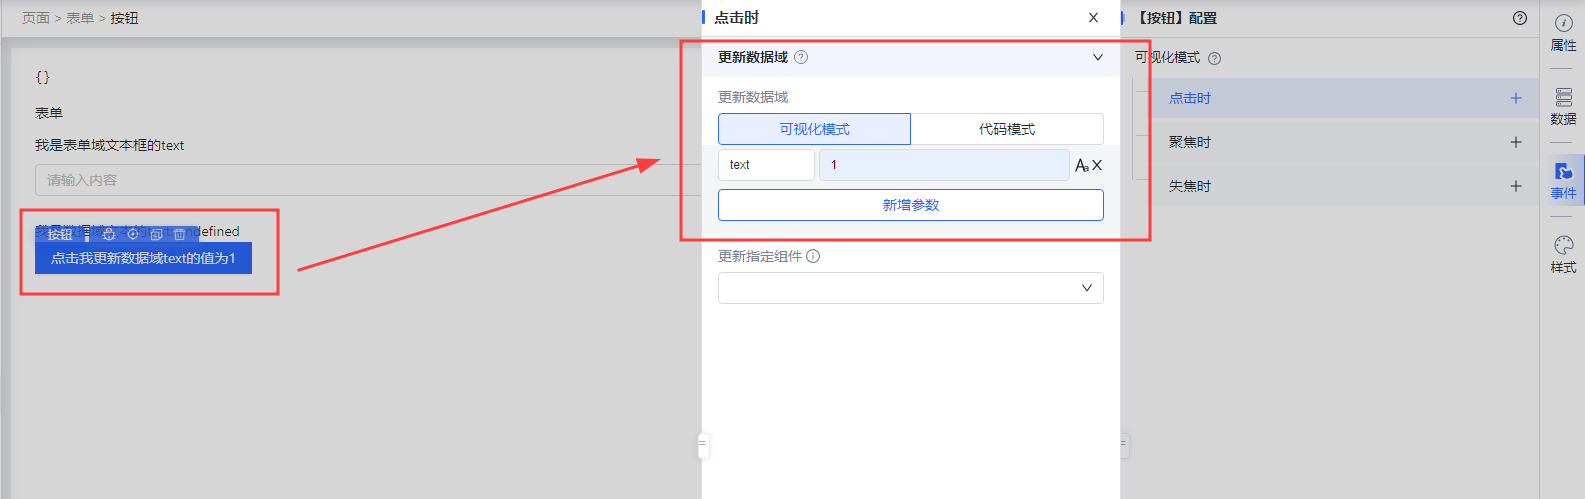 页面 > 表单 > 按钮
{}
表单
我是表单域文本框的text
请输入内容
defined
按钮
点击我更新数据域text的值为1
点击时
更新数据域
更新数据域
可视化模式 代码模式
text 1
新增参数
更新指定组件
【按钮】配置
可视化模式
点击时
聚焦时
失焦时
属性
数据
事件
样式